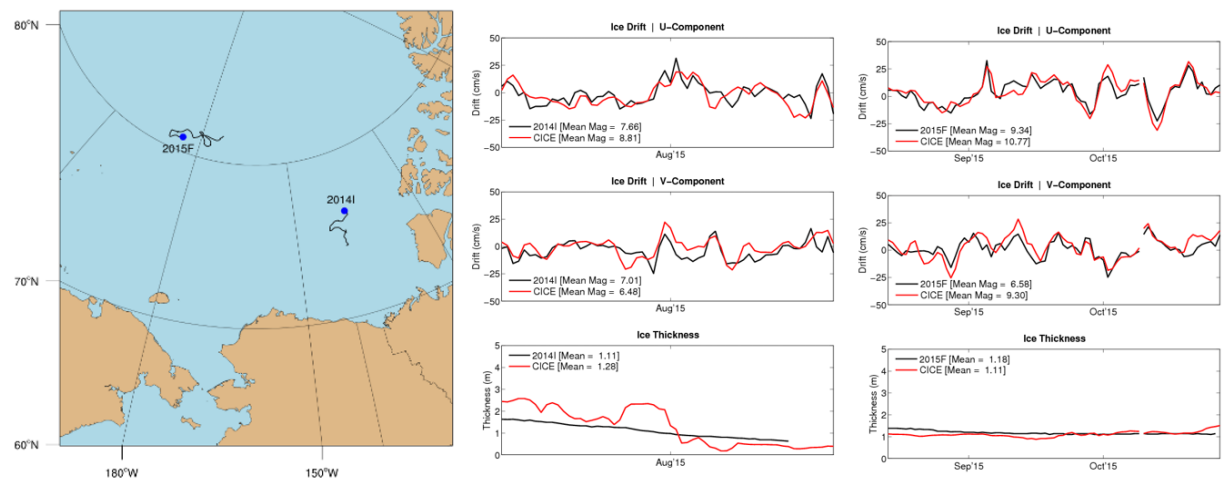 80°N
70°N
60°N
180°W
150°W
2015F
2014I
Ice Drift | U−Component
Drift (cm/s)
50
25
0
−25
−50
2014I [Mean Mag = 7.66]
CICE [Mean Mag = 8.81]
Aug'15
Ice Drift | V−Component
Drift (cm/s)
50
25
0
−25
−50
2014I [Mean Mag = 7.01]
CICE [Mean Mag = 6.48]
Aug'15
Ice Thickness
Thickness (m)
5
4
3
2
1
0
2014I [Mean = 1.11]
CICE [Mean = 1.28]
Aug'15
Ice Drift | U−Component
Drift (cm/s)
50
25
0
−25
−50
2015F [Mean Mag = 9.34]
CICE [Mean Mag = 10.77]
Sep'15 Oct'15
Ice Drift | V−Component
Drift (cm/s)
50
25
0
−25
−50
2015F [Mean Mag = 6.58]
CICE [Mean Mag = 9.30]
Sep'15 Oct'15
Ice Thickness
Thickness (m)
5
4
3
2
1
0
2015F [Mean = 1.18]
CICE [Mean = 1.11]
Sep'15 Oct'15